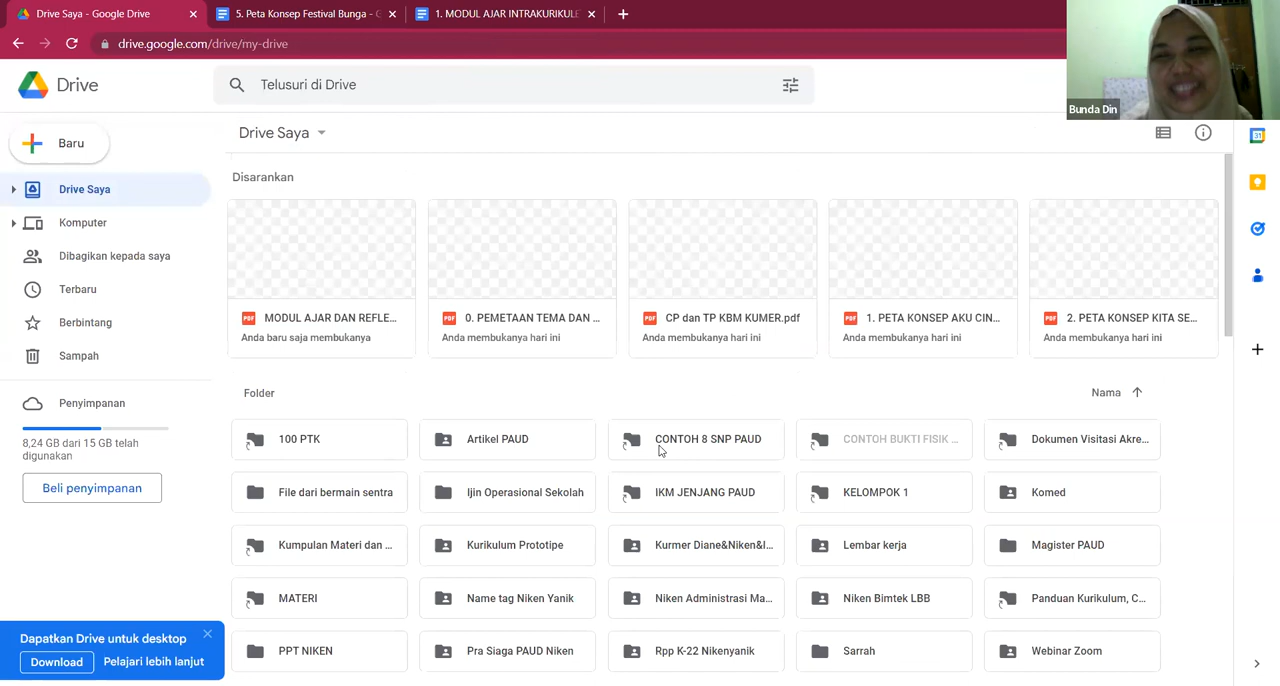 Drive Saya - Google Drive
5. Peta Konsep Festival Bunga - G
1. MODUL AJAR INTRAKURIKULE
drive.google.com/drive/my-drive
Drive
Telusuri di Drive
Bunda Din
Baru
Drive Saya
31
Drive Saya
Komputer
Dibagikan kepada saya
Terbaru
Berbintang
Sampah
Penyimpanan
8,24 GB dari 15 GB telah
digunakan
Beli penyimpanan
Disarankan
PDF MODUL AJAR DAN REFLE...
Anda baru saja membukanya
PDF 0. PEMETAAN TEMA DAN ...
Anda membukanya hari ini
PDF CP dan TP KBM KUMER.pdf
Anda membukanya hari ini
PDF 1. PETA KONSEP AKU CIN...
Anda membukanya hari ini
PDF 2. PETA KONSEP KITA SE...
Anda membukanya hari ini
Folder
Nama
100 PTK
Artikel PAUD
CONTOH 8 SNP PAUD
CONTOH BUKTI FISIK ...
Dokumen Visitasi Akre...
File dari bermain sentra
Ijin Operasional Sekolah
IKM JENJANG PAUD
KELOMPOK 1
Komed
Kumpulan Materi dan ...
Kurikulum Prototipe
Kurmer Diane&Niken&I...
Lembar kerja
Magister PAUD
MATERI
Name tag Niken Yanik
Niken Administrasi Ma...
Niken Bimtek LBB
Panduan Kurikulum, C...
PPT NIKEN
Pra Siaga PAUD Niken
Rpp K-22 Nikenyanik
Sarrah
Webinar Zoom
Dapatkan Drive untuk desktop
Download
Pelajari lebih lanjut